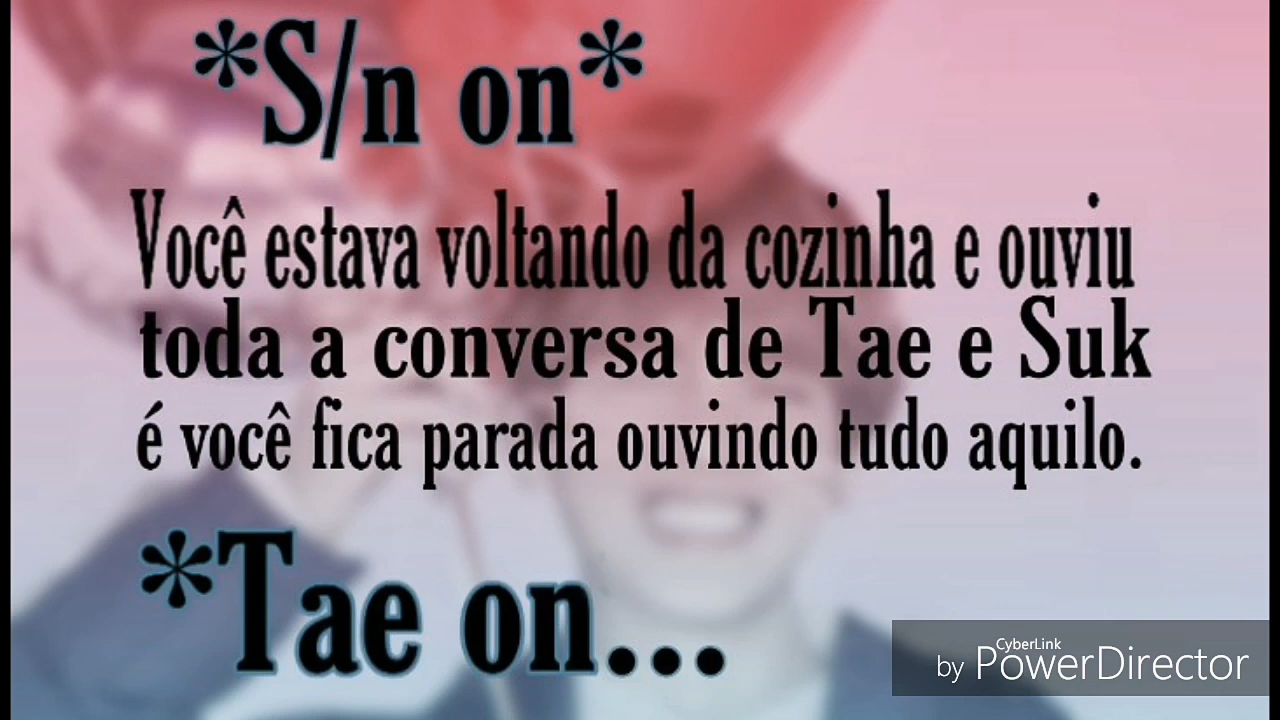 *S/n on*
Você estava voltando da cozinha e ouviu
toda a conversa de Tae e Suk
é você fica parada ouvindo tudo aquilo.
*Tae on...
CyberLink
by PowerDirector